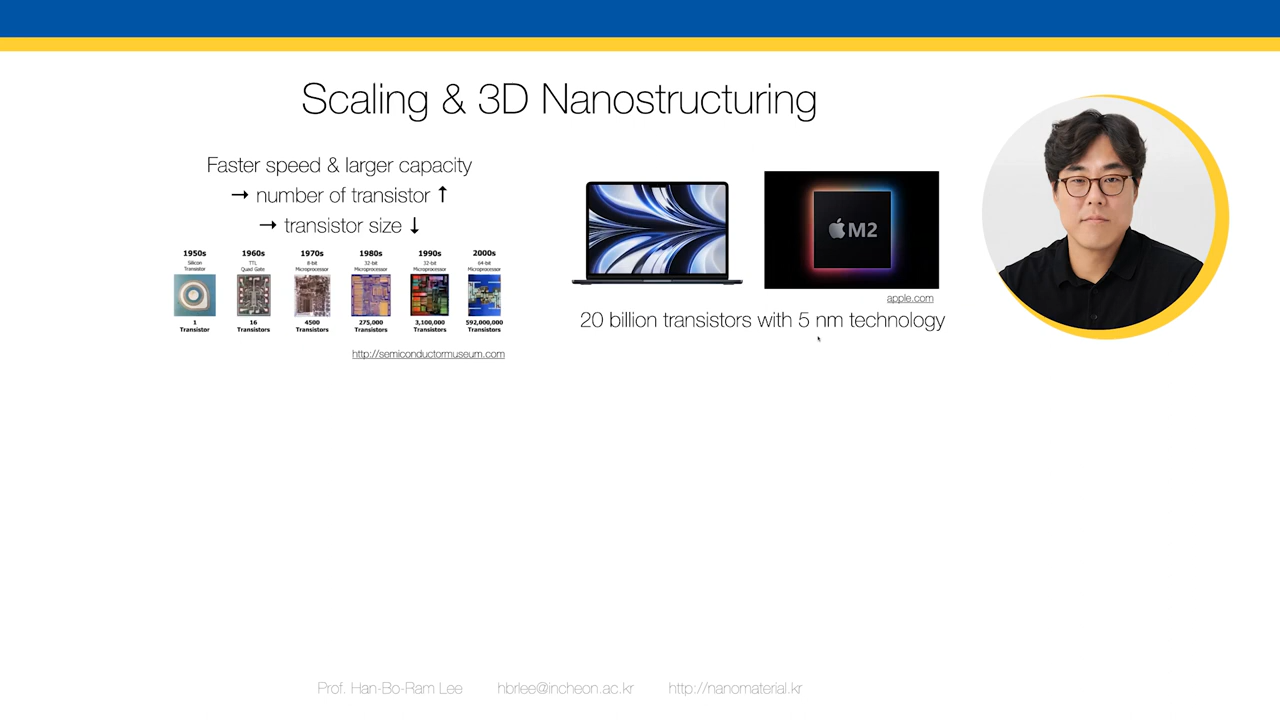 Scaling & 3D Nanostructuring
Faster speed & larger capacity
→ number of transistor ↑
→ transistor size ↓
1950s 1960s 1970s 1980s 1990s 2000s
Silicon Transistor
TTL Quad Gate
8-bit Microprocessor
32-bit Microprocessor
32-bit Microprocessor
64-bit Microprocessor
1 Transistor
16 Transistors
4500 Transistors
275,000 Transistors
3,100,000 Transistors
592,000,000 Transistors
http://semiconductormuseum.com
M2
apple.com
20 billion transistors with 5 nm technology
Prof. Han-Bo-Ram Lee hbrlee@incheon.ac.kr http://nanomaterial.kr